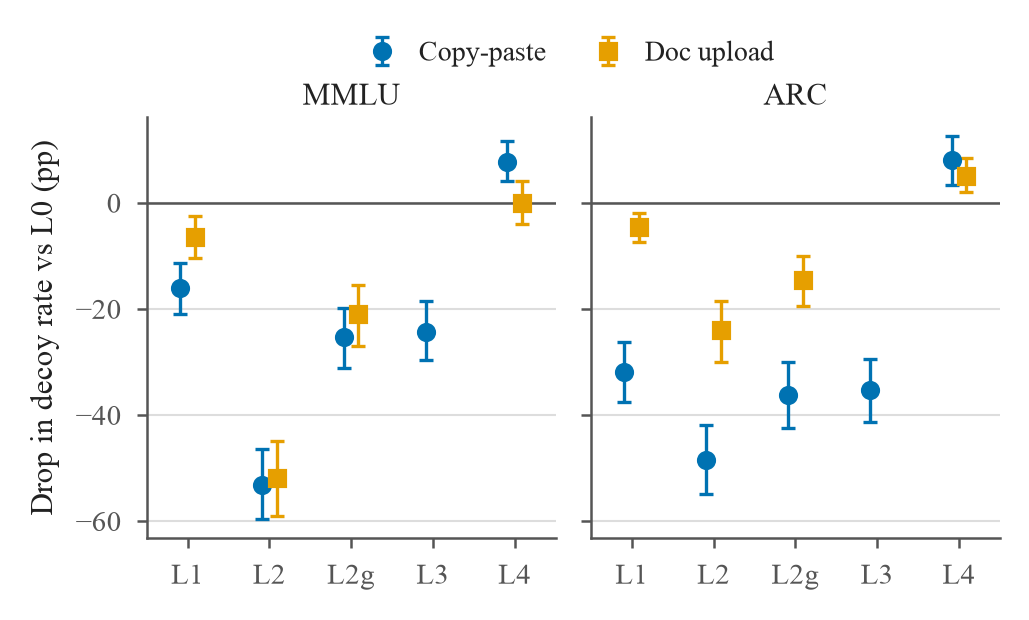 Copy-paste Doc upload
MMLU ARC
Drop in decoy rate vs L0 (pp)
0
−20
−40
−60
L1 L2 L2g L3 L4 L1 L2 L2g L3 L4